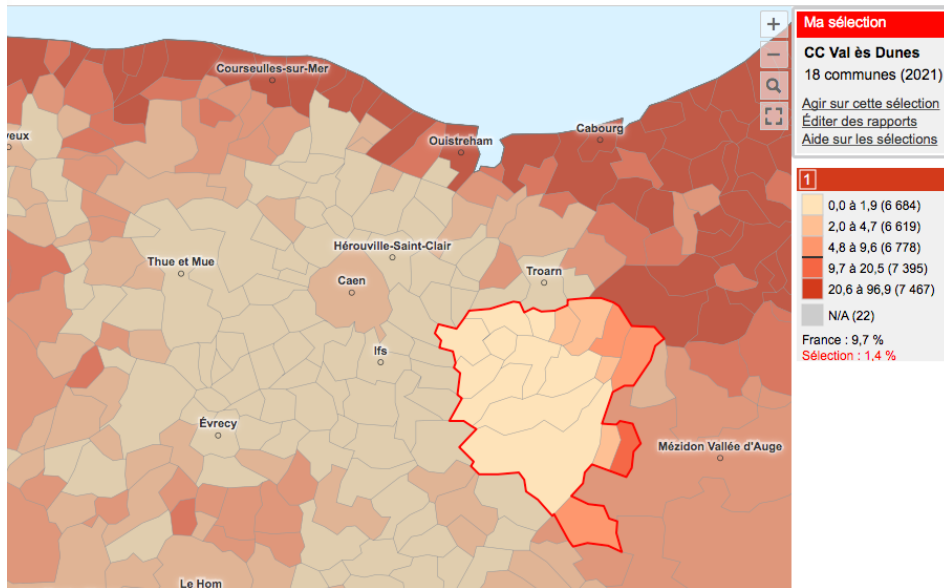 Courseulles-sur-Mer
Ouistreham
Cabourg
yeux
Hérouville-Saint-Clair
Thue et Mue
Troarn
Caen
Ifs
Évrecy
Mézidon Vallée d'Auge
Le Hom
+
−
Ma sélection
CC Val ès Dunes
18 communes (2021)
Agir sur cette sélection
Éditer des rapports
Aide sur les sélections
1
0,0 à 1,9 (6 684)
2,0 à 4,7 (6 619)
4,8 à 9,6 (6 778)
9,7 à 20,5 (7 395)
20,6 à 96,9 (7 467)
N/A (22)
France : 9,7 %
Sélection : 1,4 %